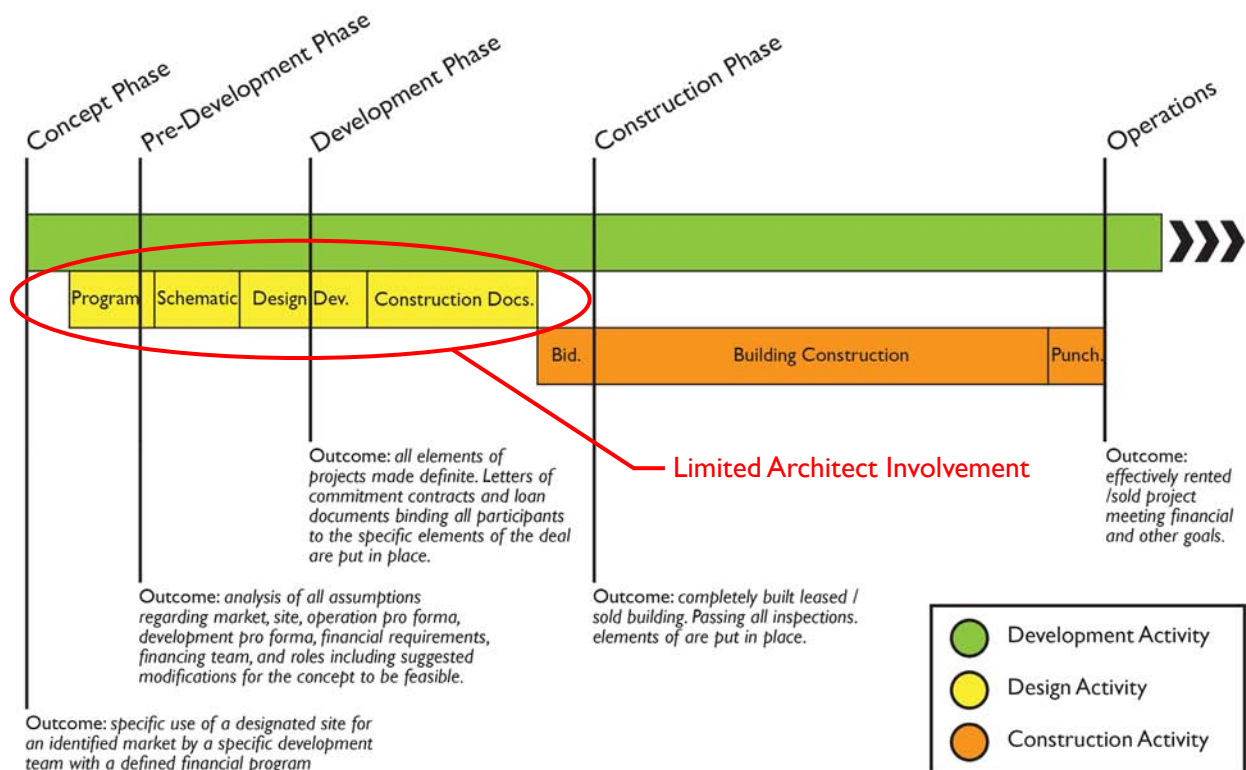 Concept Phase
Pre-Development Phase
Development Phase
Construction Phase
Operations
Program
Schematic
Design Dev.
Construction Docs.
Bid.
Building Construction
Punch.
Limited Architect Involvement
Outcome: all elements of
projects made definite. Letters of
commitment contracts and loan
documents binding all participants
to the specific elements of the deal
are put in place.
Outcome:
effectively rented
/sold project
meeting financial
and other goals.
Outcome: analysis of all assumptions
regarding market, site, operation pro forma,
development pro forma, financial requirements,
financing team, and roles including suggested
modifications for the concept to be feasible.
Outcome: completely built leased /
sold building. Passing all inspections.
elements of are put in place.
Outcome: specific use of a designated site for
an identified market by a specific development
team with a defined financial program
Development Activity
Design Activity
Construction Activity